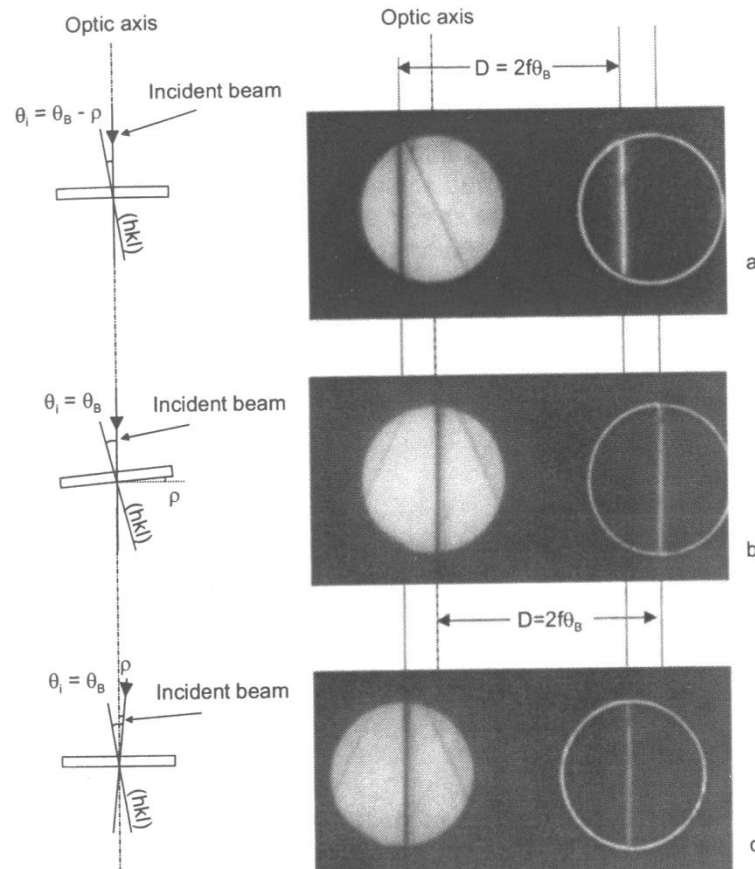 Optic axis
Optic axis
D = 2fθB
Incident beam
θi = θB - ρ
(hkl)
a
θi = θB
Incident beam
(hkl)
ρ
b
D=2fθB
ρ
θi = θB
Incident beam
(hkl)